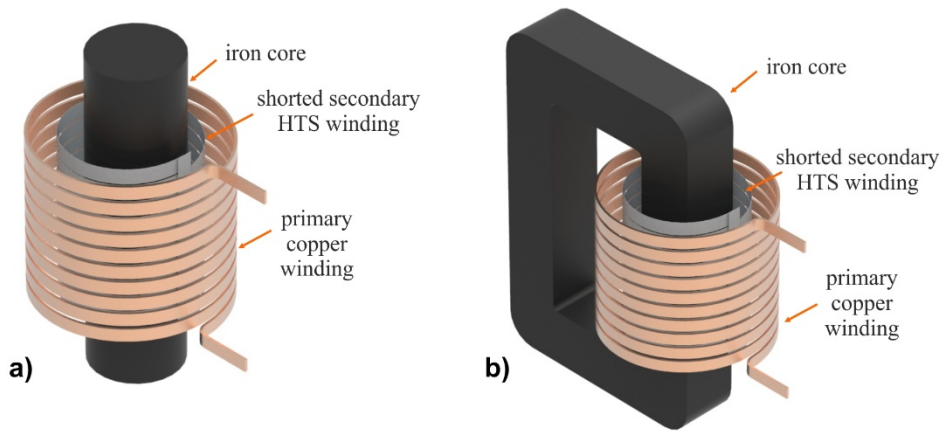 iron core
shorted secondary
HTS winding
primary
copper
winding
a)
iron core
shorted secondary
HTS winding
primary
copper
winding
b)